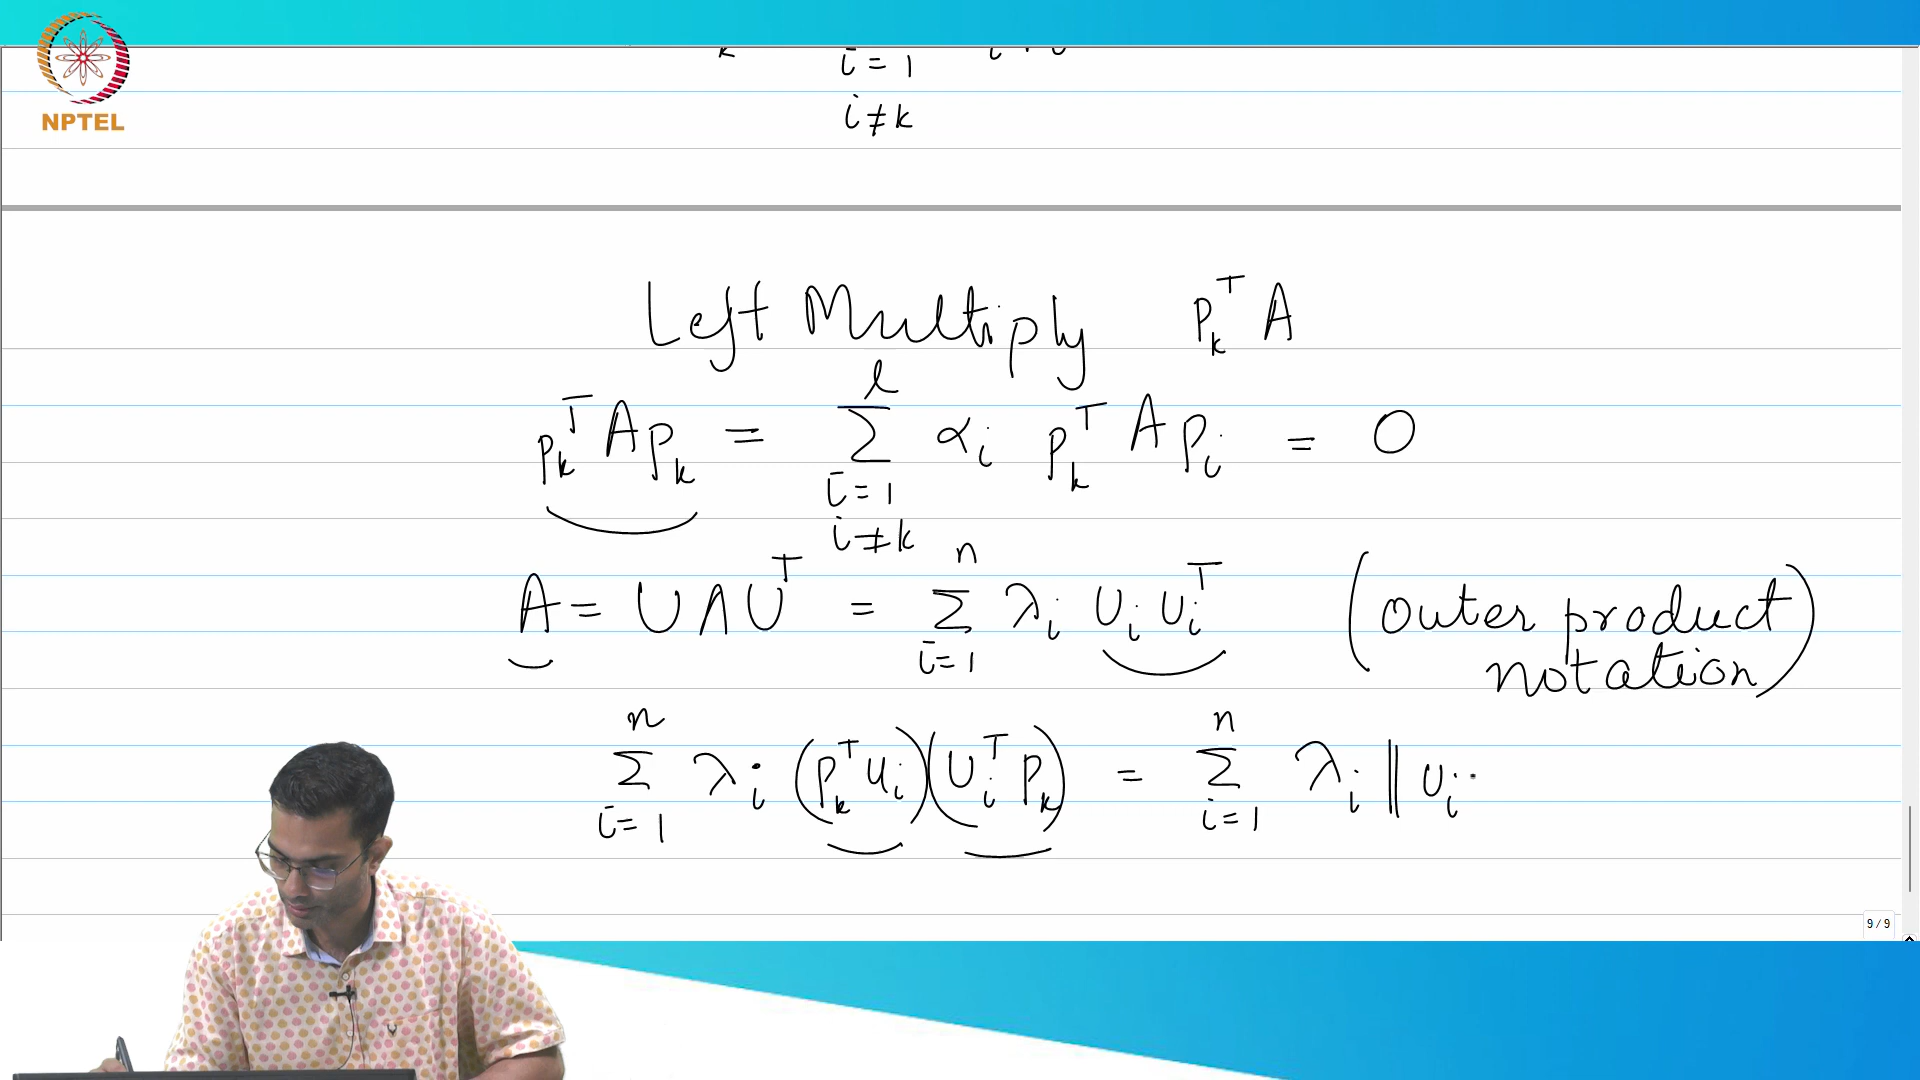 NPTEL
k i = 1
i ≠ k
Left Multiply p_k^T A
p_k^T A p_k = Σ_{i=1, i≠k}^{l} α_i p_k^T A p_i = 0
A = U Λ U^T = Σ_{i=1}^{n} λ_i u_i u_i^T (outer product notation)
Σ_{i=1}^{n} λ_i (p_k^T u_i)(u_i^T p_k) = Σ_{i=1}^{n} λ_i ‖ u_i
9 / 9